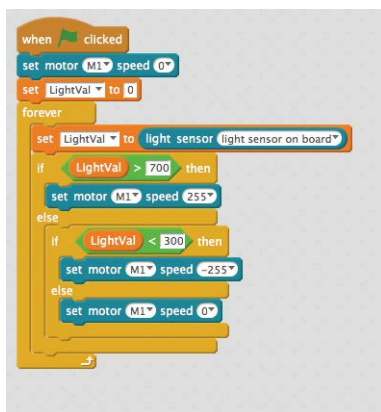 when clicked
set motor M1 speed 0
set LightVal to 0
forever
set LightVal to light sensor light sensor on board
if LightVal > 700 then
set motor M1 speed 255
else
if LightVal < 300 then
set motor M1 speed -255
else
set motor M1 speed 0